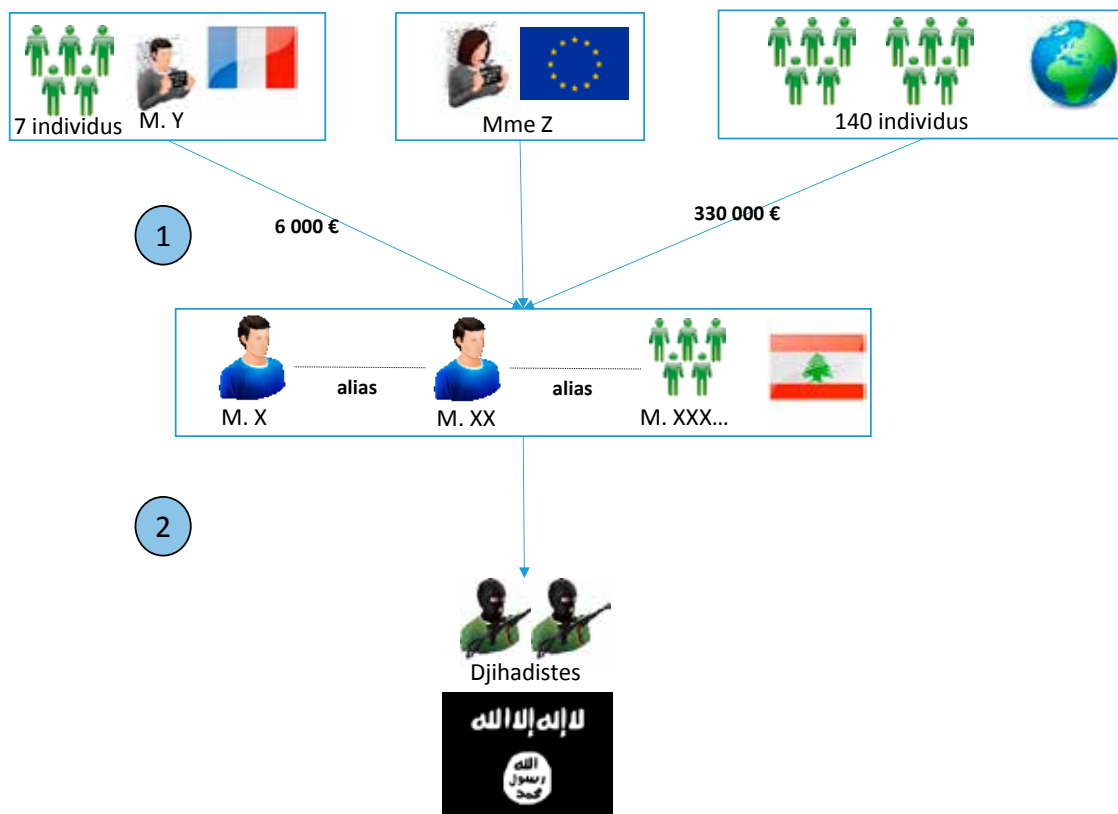 7 individus
M. Y
Mme Z
140 individus
6 000 €
330 000 €
1
alias
alias
M. X
M. XX
M. XXX...
2
Djihadistes
لا إله إلا الله
الله
رسول
محمد